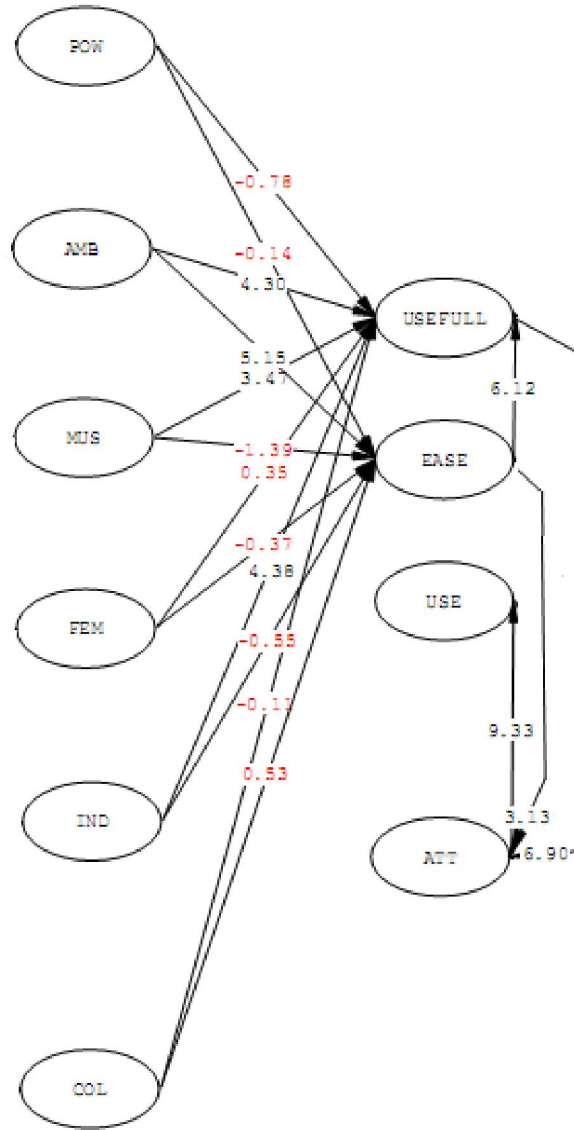 POW
-0.78
AMB
-0.14
4.30
USEFULL
5.15
3.47
6.12
MUS
-1.39
0.35
EASE
-0.37
4.38
USE
FEM
-0.55
-0.11
9.33
0.53
3.13
IND
ATT
6.90
COL